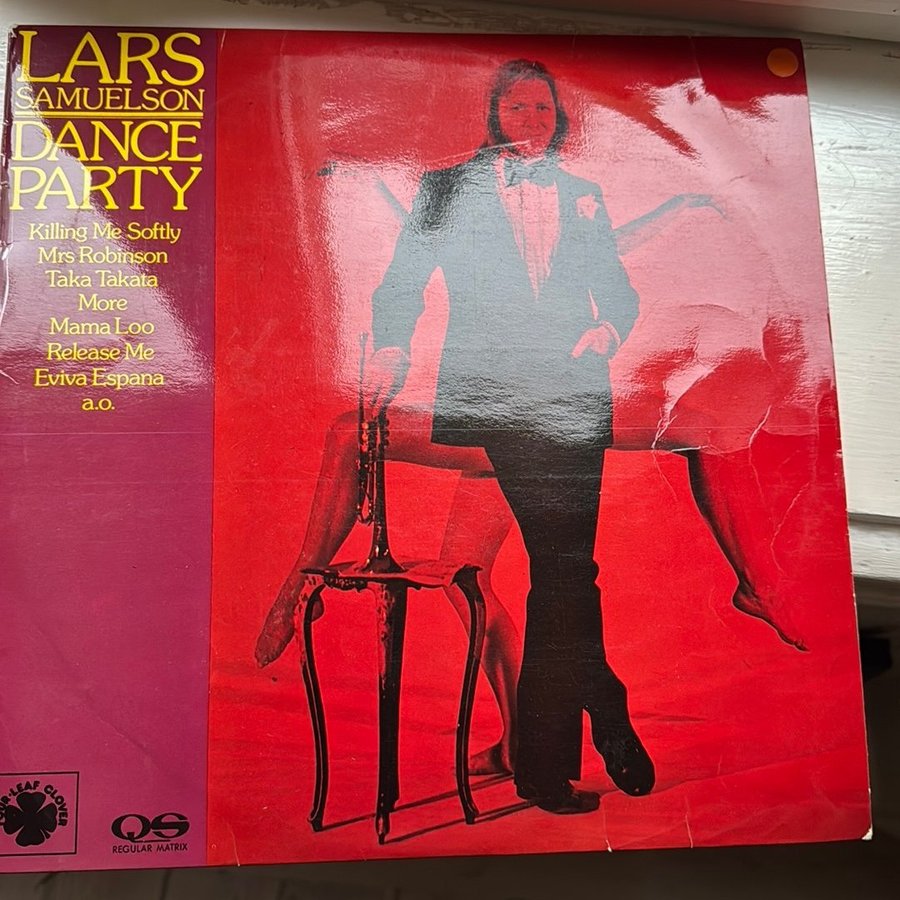 LARS
SAMUELSON
DANCE
PARTY
Killing Me Softly
Mrs Robinson
Taka Takata
More
Mama Loo
Release Me
Eviva Espana
a.o.
FOUR·LEAF CLOVER
QS
REGULAR MATRIX